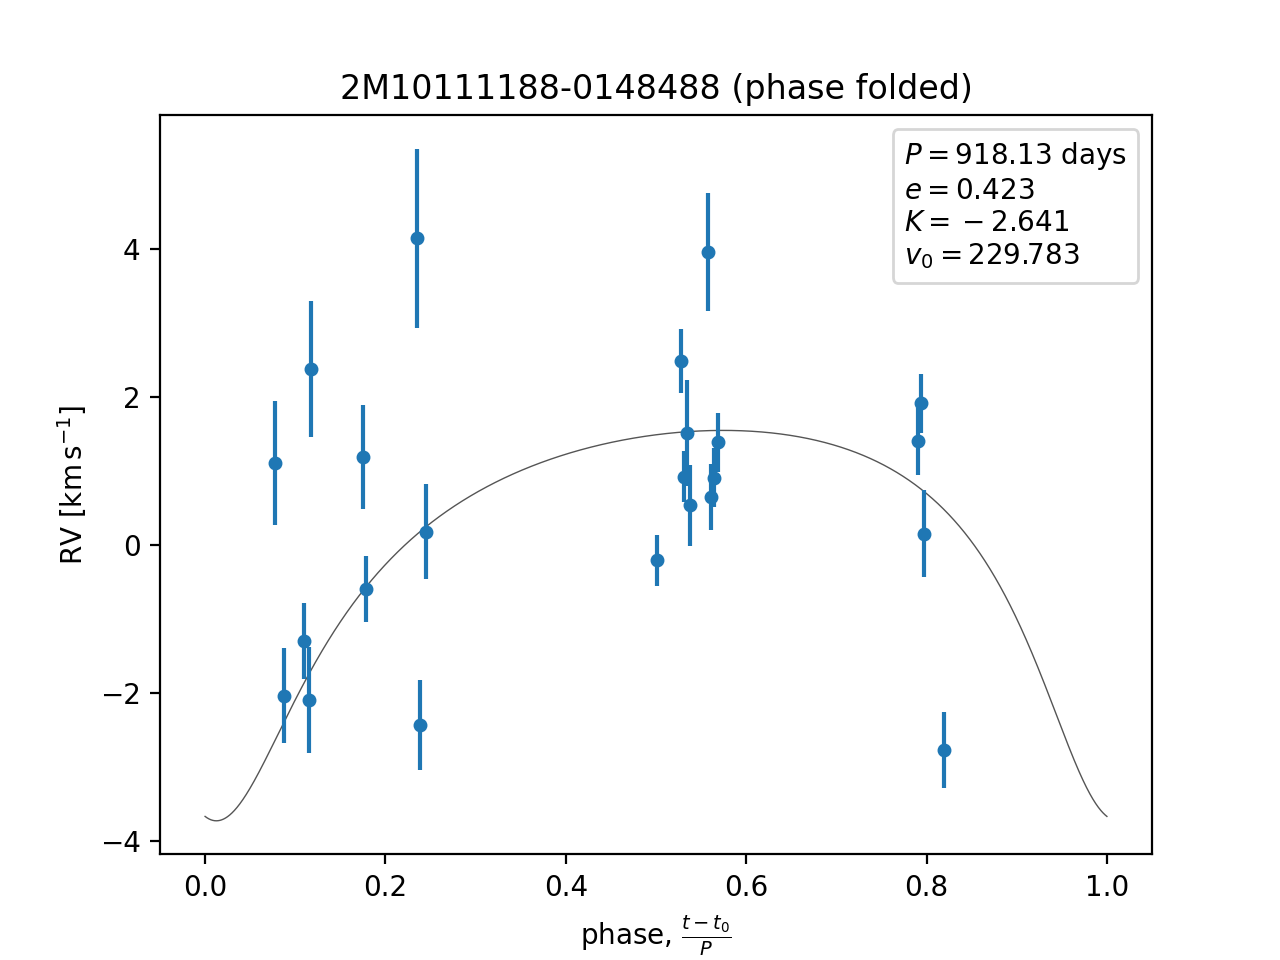 2M10111188-0148488 (phase folded)
P = 918.13 days
e = 0.423
K = −2.641
v₀ = 229.783
RV [km s⁻¹]
4
2
0
−2
−4
0.0 0.2 0.4 0.6 0.8 1.0
phase, (t − t₀)/P